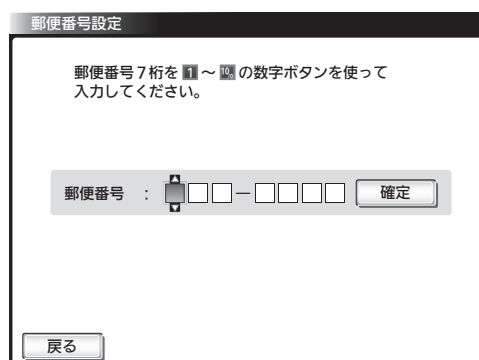 郵便番号設定
郵便番号7桁を 1 ～ 10 の数字ボタンを使って
入力してください。
郵便番号 : － 確定
戻る